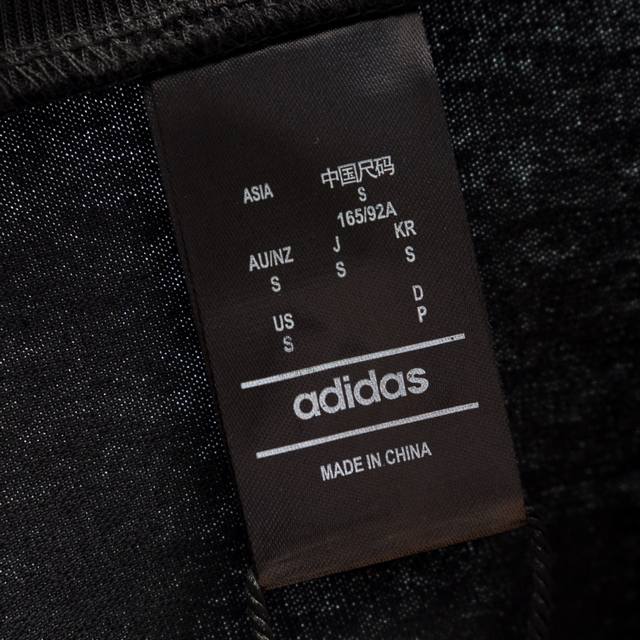 ASIA 中国尺码
S
165/92A
AU/NZ J KR
S S S
US D
S P
adidas
MADE IN CHINA